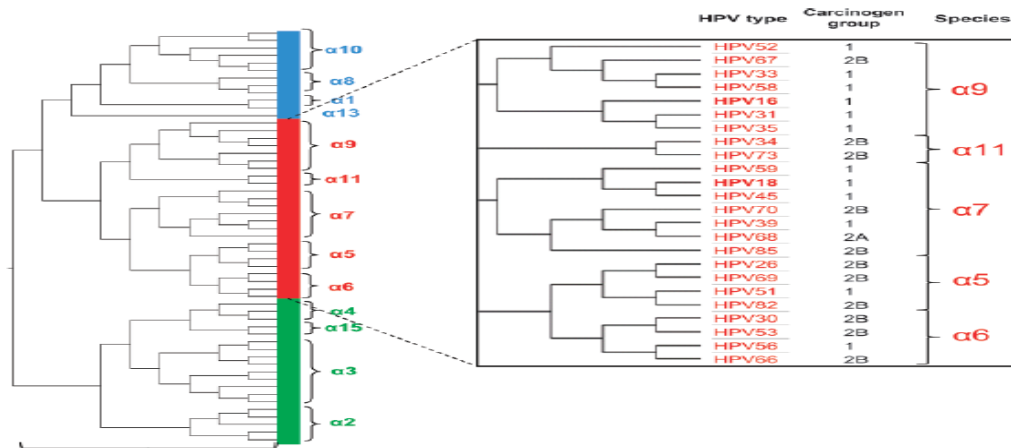 HPV type Carcinogen group Species
α10
α8
α1
α13
α9
α11
α7
α5
α6
α4
α15
α3
α2
HPV52 1
HPV67 2B
HPV33 1
HPV58 1
HPV16 1
HPV31 1
HPV35 1
HPV34 2B
HPV73 2B
HPV59 1
HPV18 1
HPV45 1
HPV70 2B
HPV39 1
HPV68 2A
HPV85 2B
HPV26 2B
HPV69 2B
HPV51 1
HPV82 2B
HPV30 2B
HPV53 2B
HPV56 1
HPV66 2B
α9
α11
α7
α5
α6